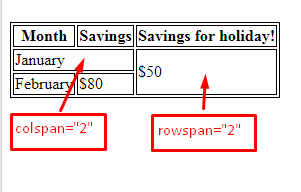 Month Savings Savings for holiday!
January
$50
February $80
colspan="2"
rowspan="2"